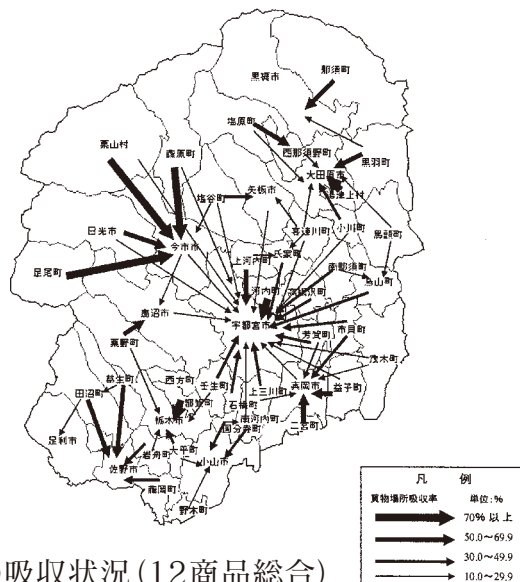 那須町
黒磯市
塩原町
栗山村
藤原町
西那須野町
黒羽町
大田原市
湯津上村
塩谷町
矢板市
小川町
喜連川町
馬頭町
日光市
今市市
氏家町
上河内町
南那須町
足尾町
烏山町
河内町
高根沢町
鹿沼市
宇都宮市
市貝町
芳賀町
粟野町
茂木町
西方町
真岡市
葛生町
壬生町
益子町
田沼町
都賀町
上三川町
石橋町
栃木市
南河内町
二宮町
国分寺町
足利市
大平町
岩舟町
小山市
佐野市
藤岡町
野木町
凡例
買物場所吸収率 単位:%
70%以上
50.0~69.9
30.0~49.9
10.0~29.9
吸収状況(12商品総合)